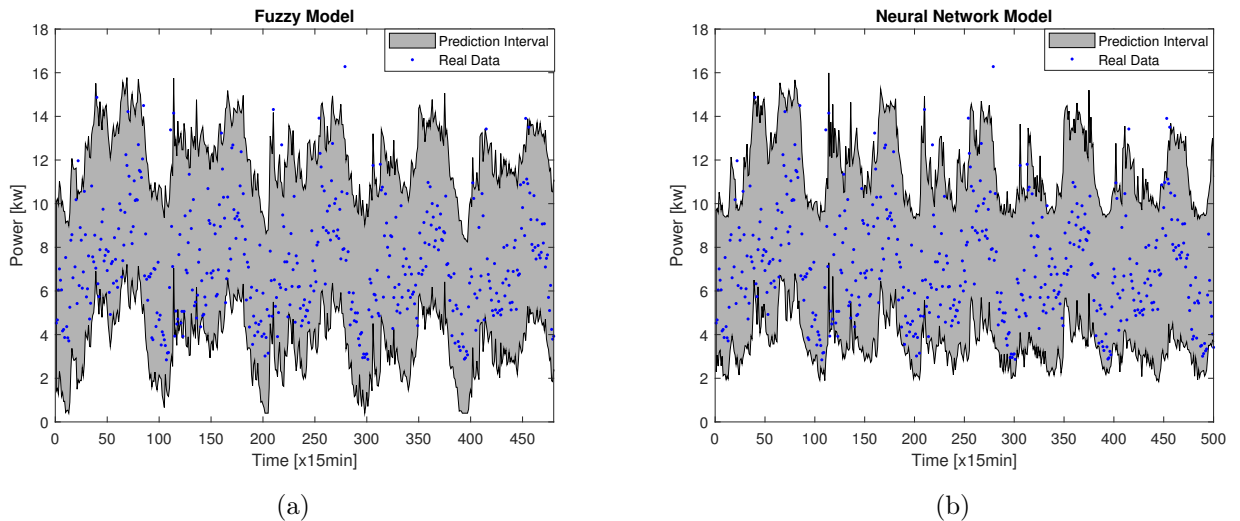 Fuzzy Model
18
16
14
12
10
8
6
4
2
0
Power [kw]
Prediction Interval
Real Data
0 50 100 150 200 250 300 350 400 450
Time [x15min]
(a)
Neural Network Model
18
16
14
12
10
8
6
4
2
0
Power [kw]
Prediction Interval
Real Data
0 50 100 150 200 250 300 350 400 450 500
Time [x15min]
(b)